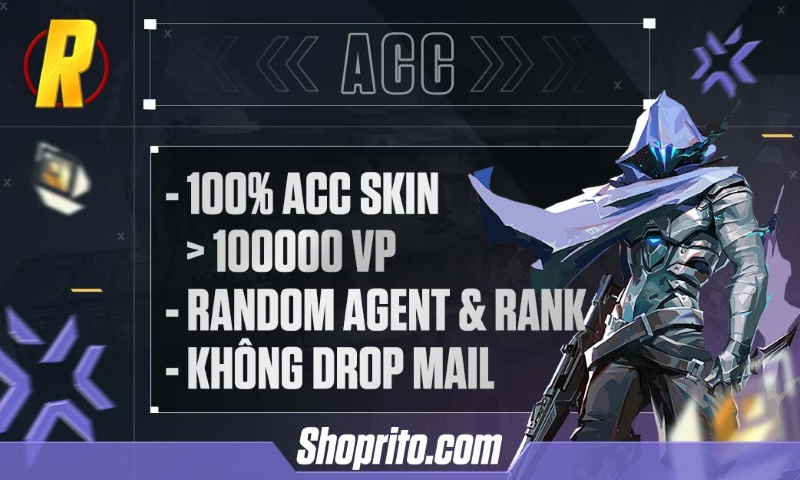 R
ACC
- 100% ACC SKIN
> 100000 VP
- RANDOM AGENT & RANK
- KHÔNG DROP MAIL
Shoprito.com